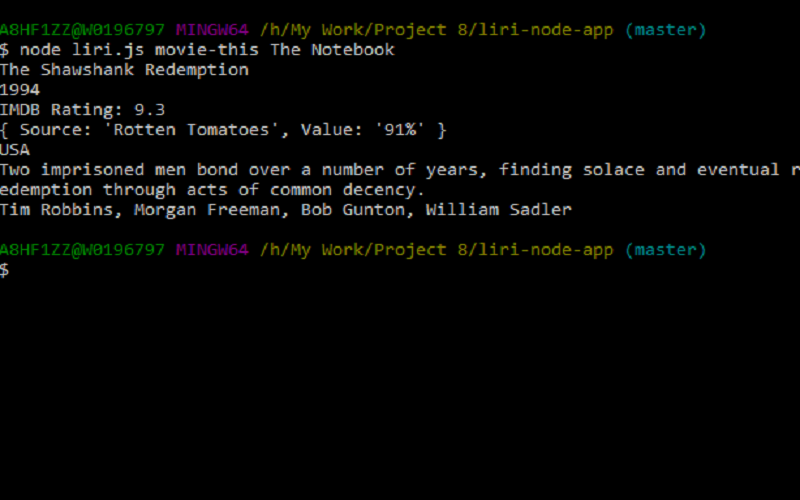 A8HF1ZZ@W0196797 MINGW64 /h/My Work/Project 8/liri-node-app (master)
$ node liri.js movie-this The Notebook
The Shawshank Redemption
1994
IMDB Rating: 9.3
{ Source: 'Rotten Tomatoes', Value: '91%' }
USA
Two imprisoned men bond over a number of years, finding solace and eventual r
edemption through acts of common decency.
Tim Robbins, Morgan Freeman, Bob Gunton, William Sadler
A8HF1ZZ@W0196797 MINGW64 /h/My Work/Project 8/liri-node-app (master)
$